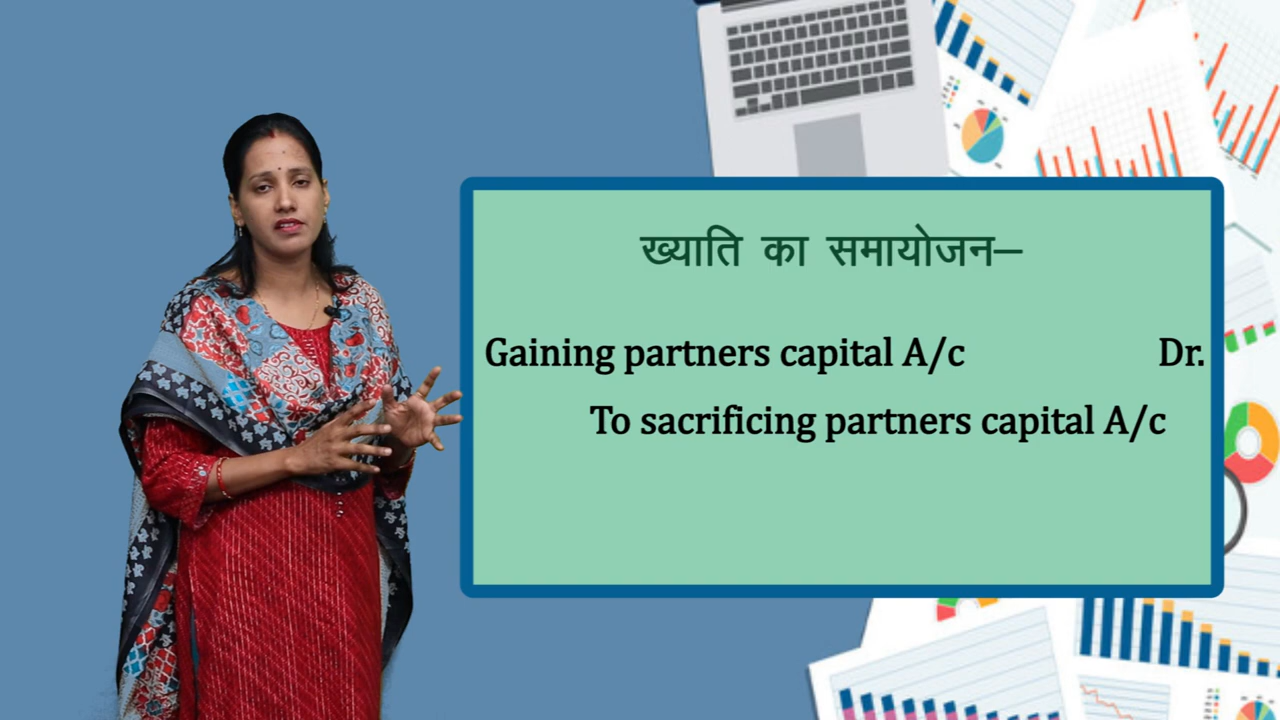 ख्याति का समायोजन–
Gaining partners capital A/c Dr.
To sacrificing partners capital A/c